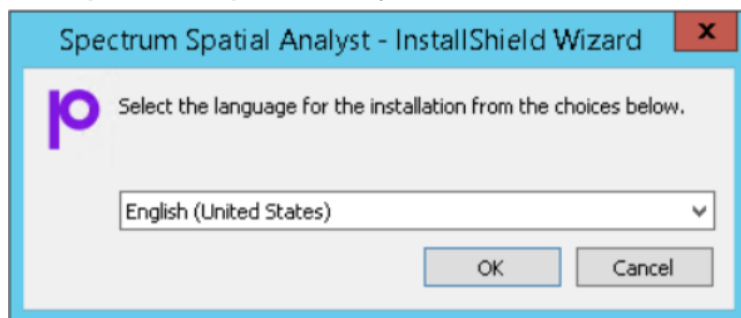 Spectrum Spatial Analyst - InstallShield Wizard
Select the language for the installation from the choices below.
English (United States)
OK Cancel